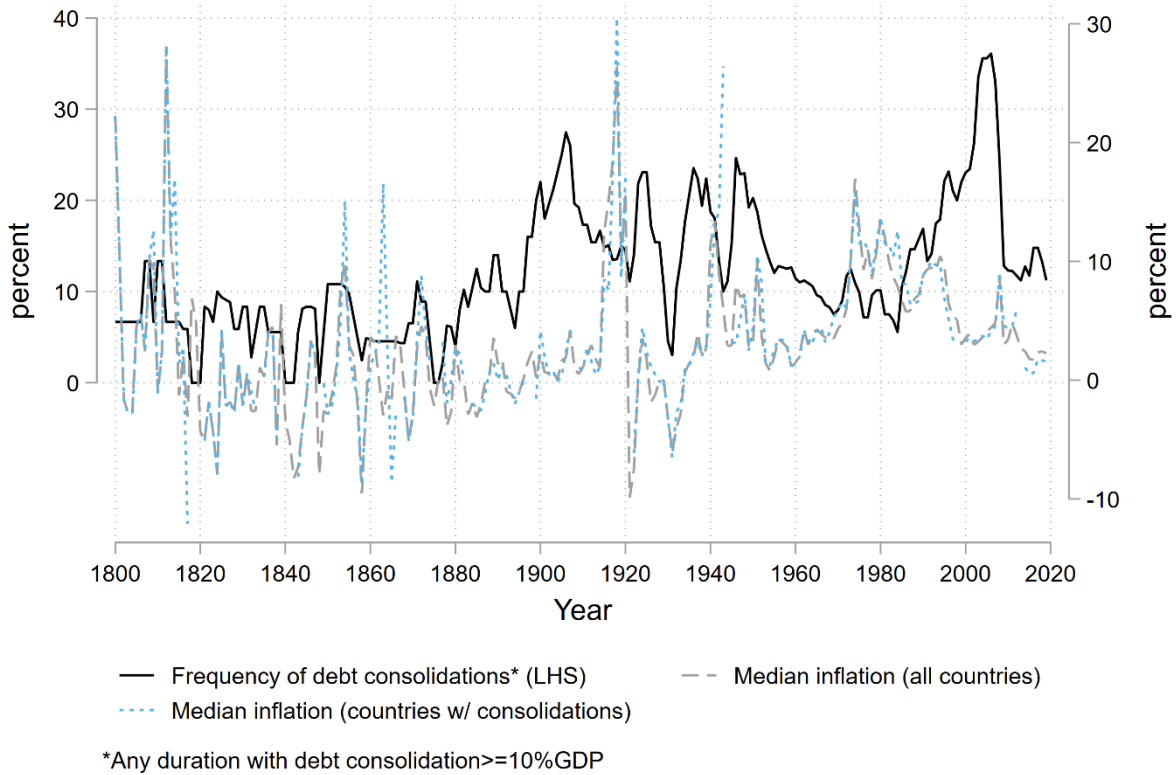 40
30
20
10
0
percent
30
20
10
0
-10
percent
1800 1820 1840 1860 1880 1900 1920 1940 1960 1980 2000 2020
Year
Frequency of debt consolidations* (LHS)
Median inflation (all countries)
Median inflation (countries w/ consolidations)
*Any duration with debt consolidation>=10%GDP